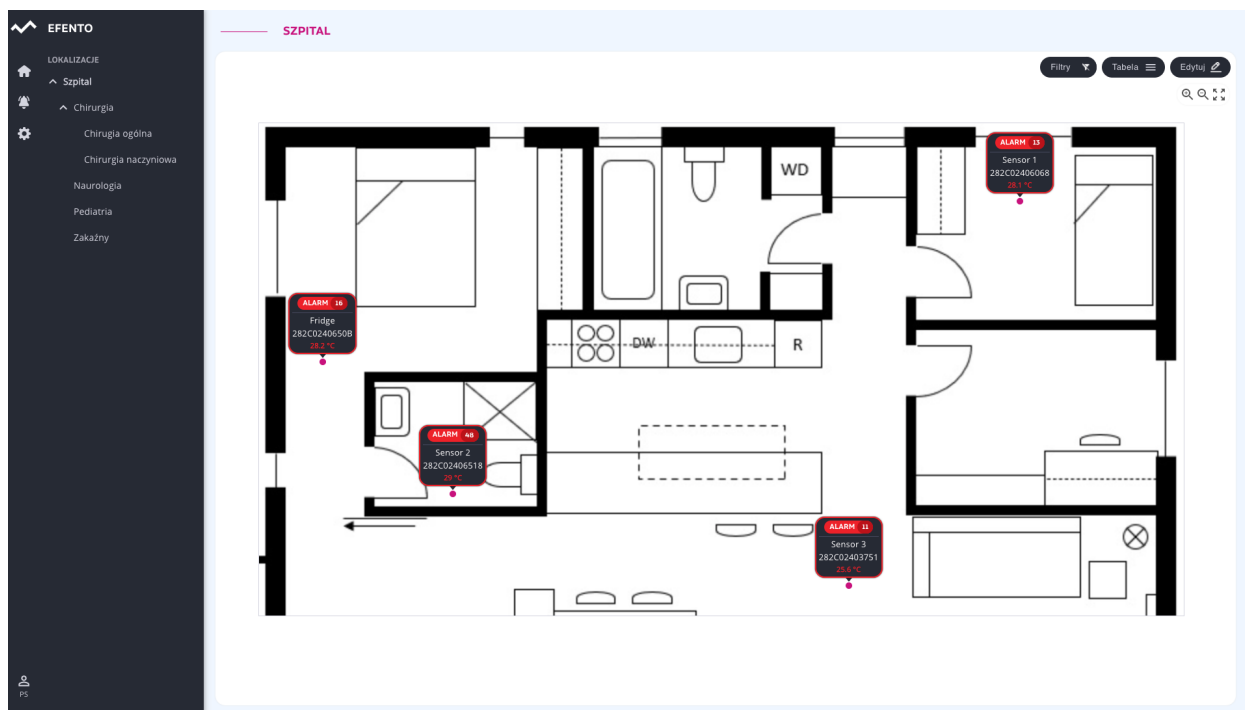 EFENTO
LOKALIZACJE
Szpital
Chirurgia
Chirugia ogólna
Chirurgia naczyniowa
Naurologia
Pediatria
Zakaźny
PS
SZPITAL
Filtry
Tabela
Edytuj
WD
ALARM 13
Sensor 1
282C02406068
28.1 °C
ALARM 16
Fridge
282C0240650B
28.2 °C
DW
R
ALARM 48
Sensor 2
282C02406518
29 °C
ALARM 11
Sensor 3
282C02403751
25.6 °C